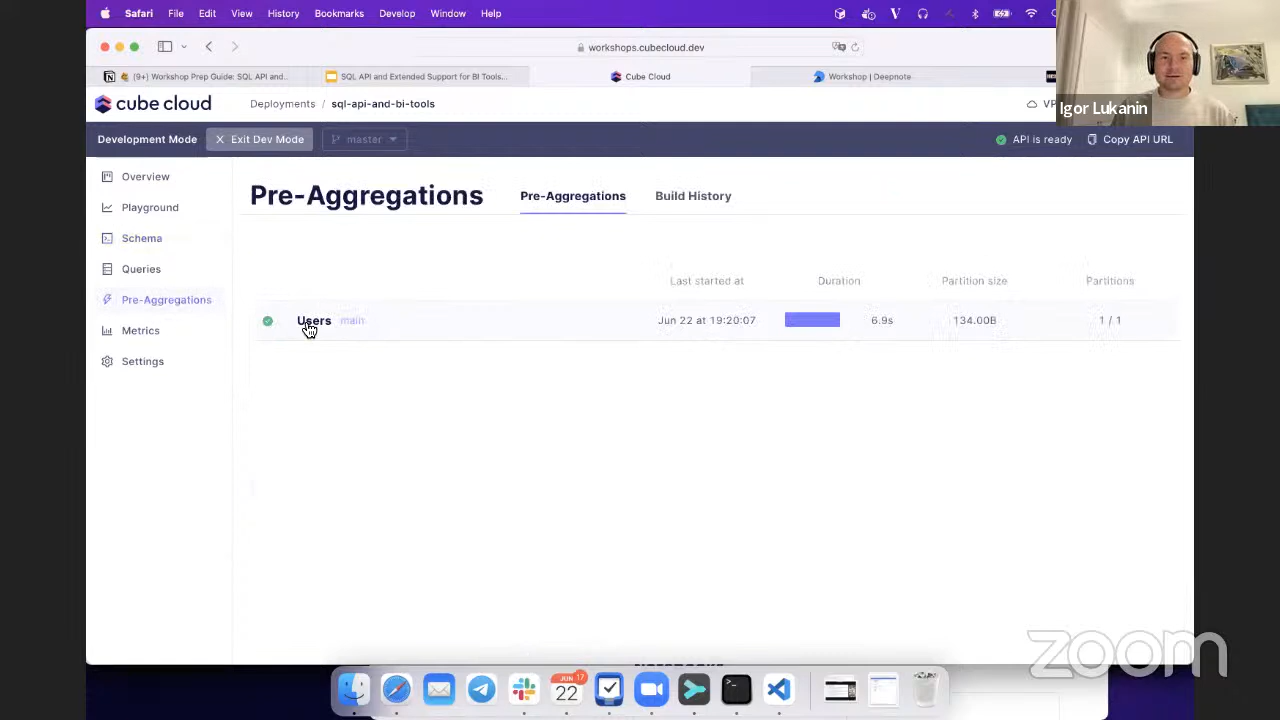 Safari File Edit View History Bookmarks Develop Window Help
workshops.cubecloud.dev
(9+) Workshop Prep Guide: SQL API and... SQL API and Extended Support for BI Tools... Cube Cloud Workshop | Deepnote
cube cloud Deployments / sql-api-and-bi-tools
Igor Lukanin
Development Mode Exit Dev Mode master API is ready Copy API URL
Overview
Playground
Schema
Queries
Pre-Aggregations
Metrics
Settings
Pre-Aggregations Pre-Aggregations Build History
Last started at Duration Partition size Partitions
Users main Jun 22 at 19:20:07 6.9s 134.00B 1 / 1
zoom
JUN 17
22